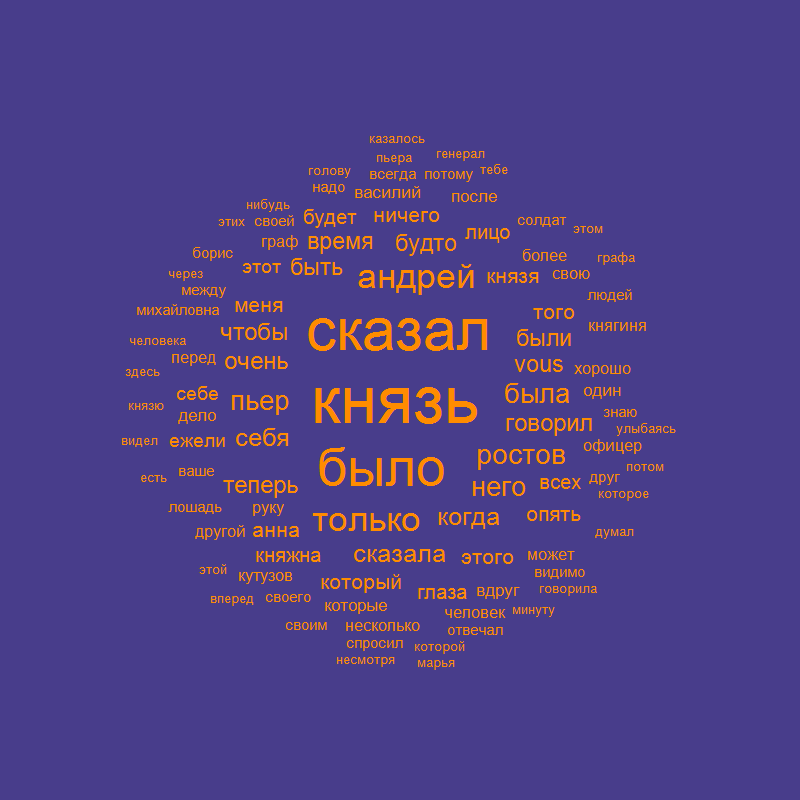 казалось
пьера генерал
голову всегда потому тебе
надо василий после
нибудь
этих своей будет ничего лицо солдат этом
борис граф время будто более графа
через этот быть андрей князя свою
между людей
михайловна меня сказал того княгиня
человека чтобы были
здесь перед очень vous хорошо
князю себе пьер князь была один
дело знаю
видел ежели себя говорил улыбаясь
ростов офицер
есть ваше было потом
теперь него всех друг которое
лошадь руку
другой анна только когда опять думал
княжна сказала этого может
этой кутузов который видимо
вперед своего глаза вдруг говорила
которые человек минуту
своим несколько отвечал
спросил которой
несмотря марья